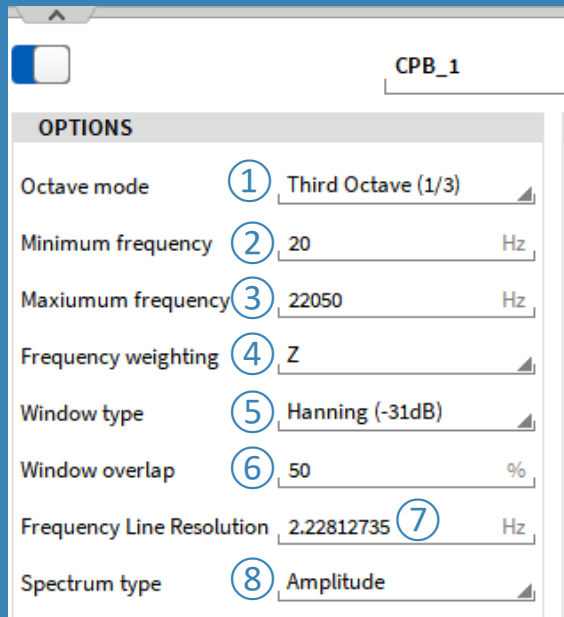 CPB_1
OPTIONS
Octave mode ① Third Octave (1/3)
Minimum frequency ② 20 Hz
Maxiumum frequency ③ 22050 Hz
Frequency weighting ④ Z
Window type ⑤ Hanning (-31dB)
Window overlap ⑥ 50 %
Frequency Line Resolution 2.22812735 ⑦ Hz
Spectrum type ⑧ Amplitude